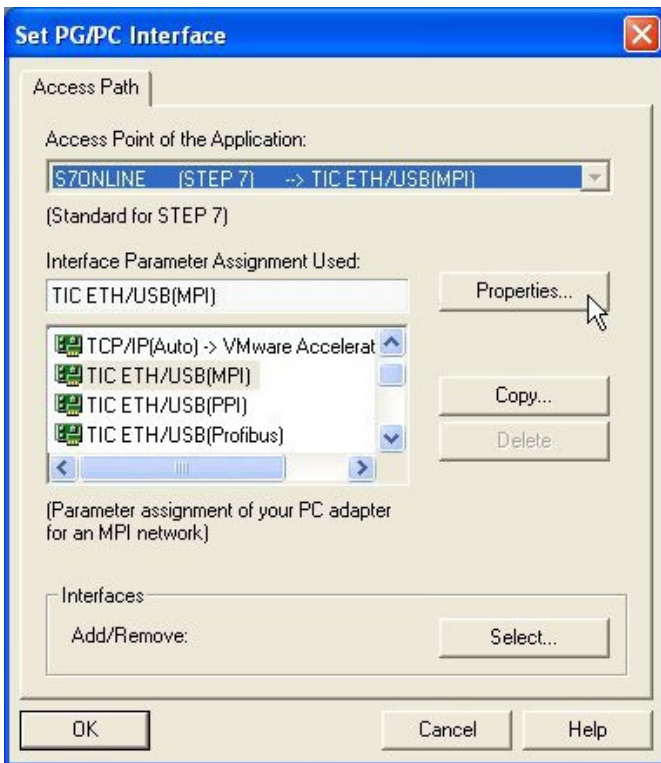 Set PG/PC Interface
Access Path
Access Point of the Application:
S7ONLINE (STEP 7) --> TIC ETH/USB(MPI)
(Standard for STEP 7)
Interface Parameter Assignment Used:
TIC ETH/USB(MPI)
Properties...
TCP/IP(Auto) -> VMware Accelerat
TIC ETH/USB(MPI)
TIC ETH/USB(PPI)
TIC ETH/USB(Profibus)
Copy...
Delete
(Parameter assignment of your PC adapter
for an MPI network)
Interfaces
Add/Remove:
Select...
OK
Cancel
Help